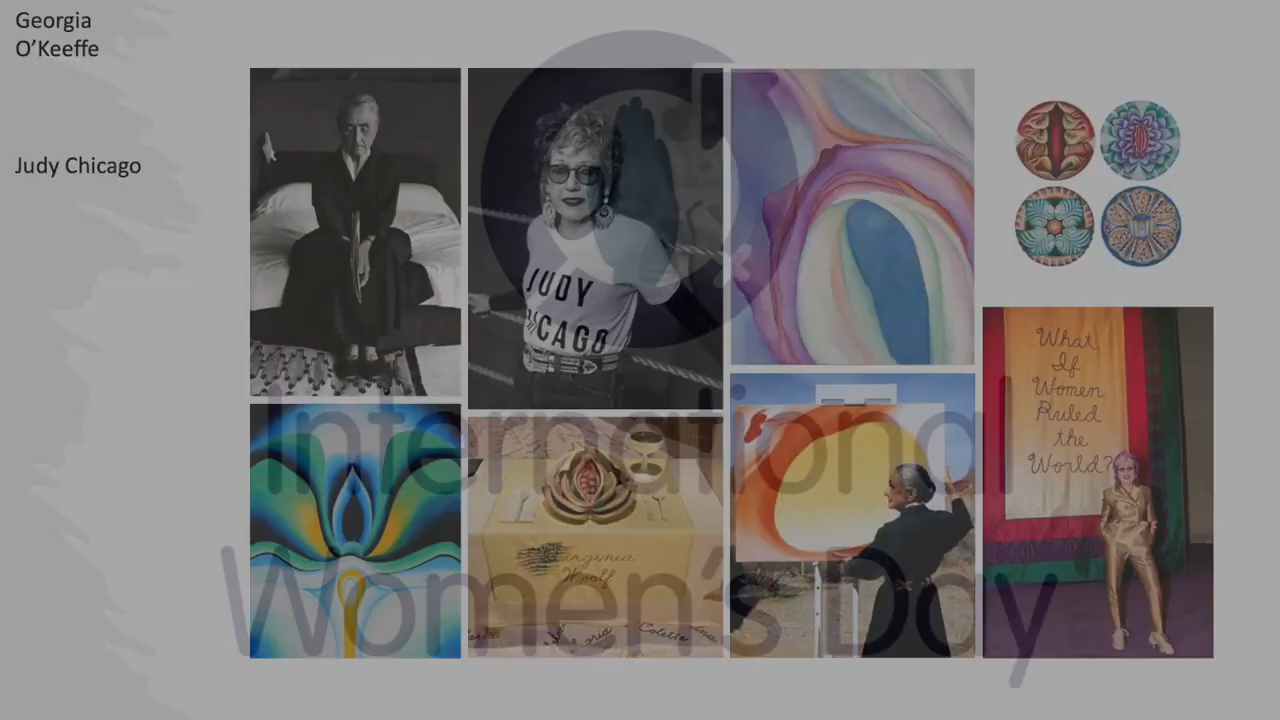 Georgia
O'Keeffe
Judy Chicago
JUDY
CHICAGO
What
If
Women
Ruled
the
World?
Virginia
Woolf
Colette
International
Women's Day